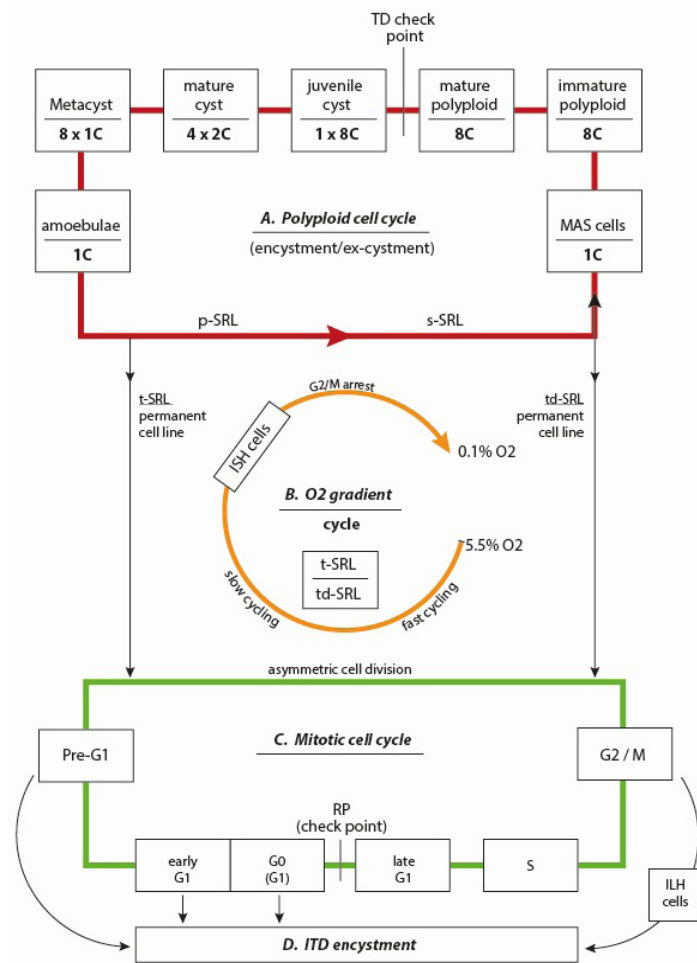 TD check
point
Metacyst
8 x 1C
mature
cyst
4 x 2C
juvenile
cyst
1 x 8C
mature
polyploid
8C
immature
polyploid
8C
amoebulae
1C
A. Polyploid cell cycle
(encystment/ex-cystment)
MAS cells
1C
p-SRL
s-SRL
t-SRL
permanent
cell line
td-SRL
permanent
cell line
G2/M arrest
ISH cells
0.1% O2
B. O2 gradient
cycle
~5.5% O2
t-SRL
td-SRL
slow cycling
fast cycling
asymmetric cell division
Pre-G1
C. Mitotic cell cycle
G2 / M
RP
(check point)
early
G1
G0
(G1)
late
G1
S
ILH
cells
D. ITD encystment